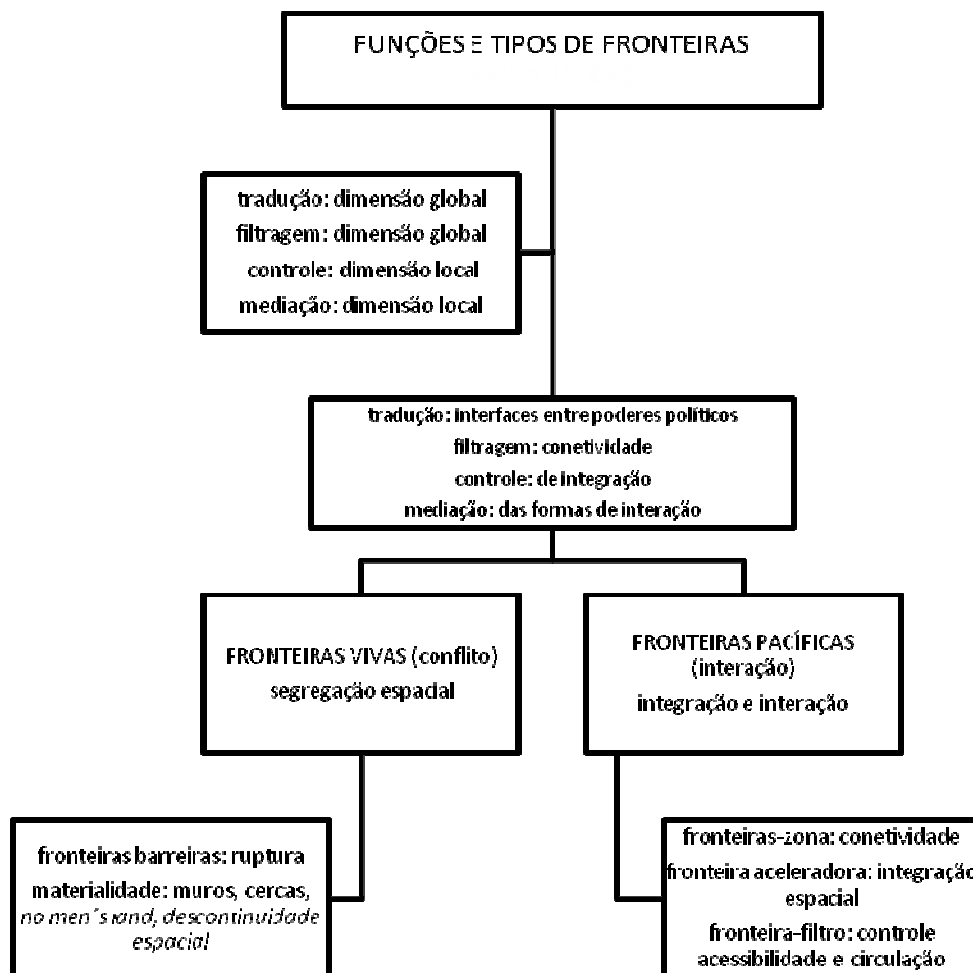 FUNÇÕES E TIPOS DE FRONTEIRAS
tradução: dimensão global
filtragem: dimensão global
controle: dimensão local
mediação: dimensão local
tradução: interfaces entre poderes políticos
filtragem: conetividade
controle: de integração
mediação: das formas de interação
FRONTEIRAS VIVAS (conflito)
segregação espacial
FRONTEIRAS PACÍFICAS
(interação)
integração e interação
fronteiras barreiras: ruptura
materialidade: muros, cercas,
no men´s descontinuidade
espacial
fronteiras-zona: conetividade
fronteira aceleradora: integração
espacial
fronteira-filtro: controle
acessibilidade e circulação